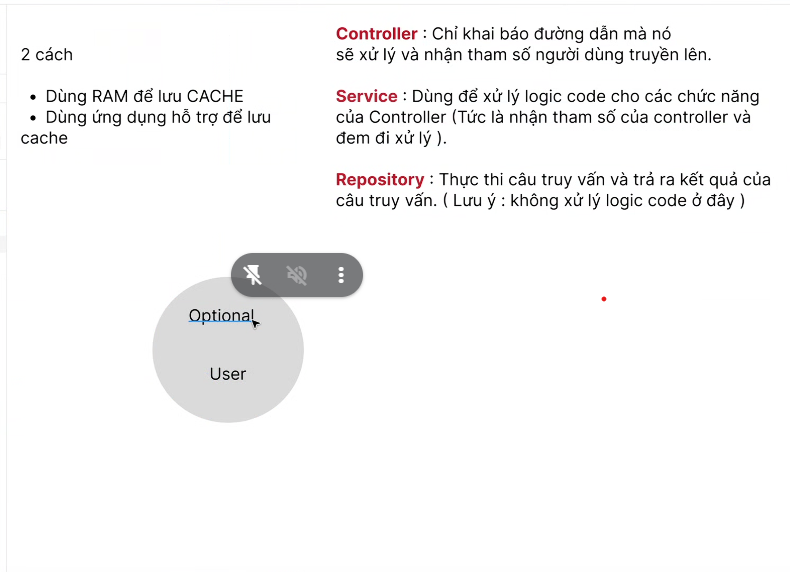 2 cách
• Dùng RAM để lưu CACHE
• Dùng ứng dụng hỗ trợ để lưu
cache
Controller : Chỉ khai báo đường dẫn mà nó
sẽ xử lý và nhận tham số người dùng truyền lên.
Service : Dùng để xử lý logic code cho các chức năng
của Controller (Tức là nhận tham số của controller và
đem đi xử lý ).
Repository : Thực thi câu truy vấn và trả ra kết quả của
câu truy vấn. ( Lưu ý : không xử lý logic code ở đây )
Optional
User